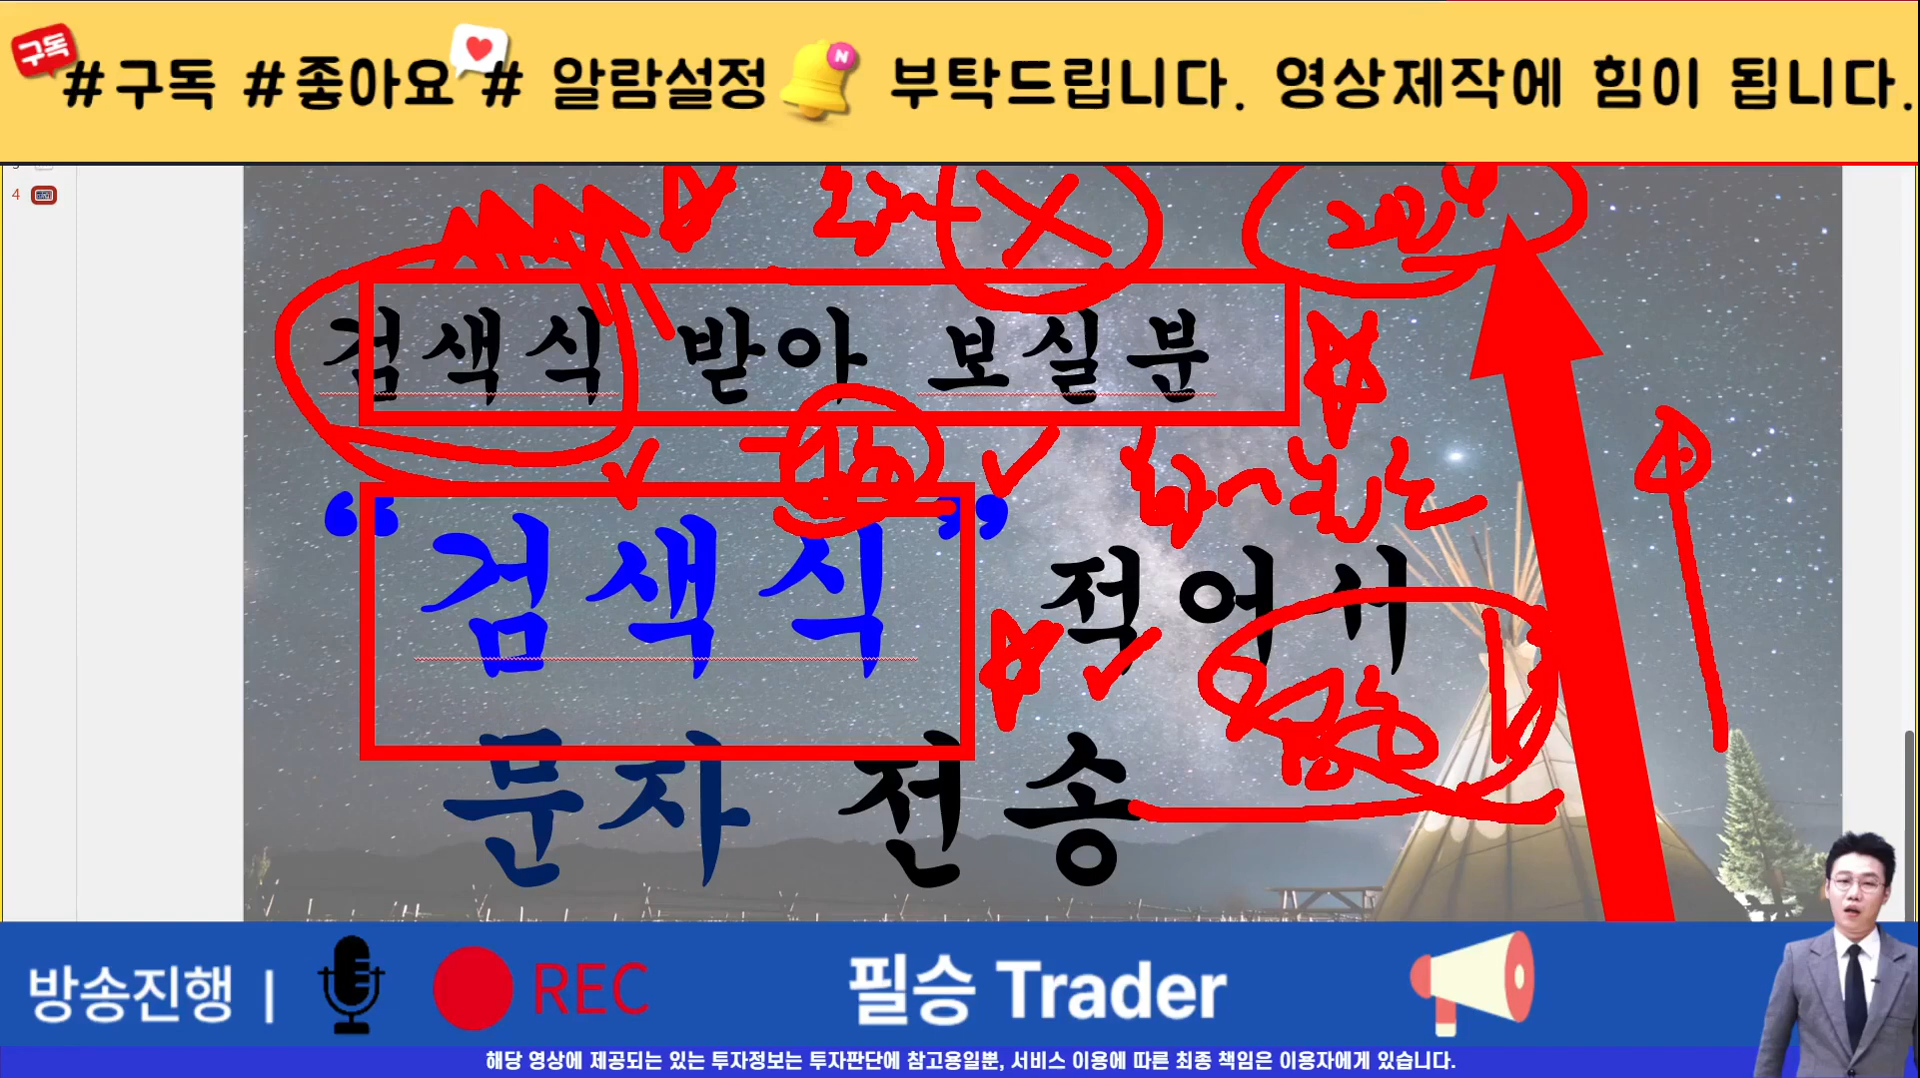 구독 #구독 #좋아요 # 알람설정 N 부탁드립니다. 영상제작에 힘이 됩니다.
4
검색식 받아 보실분
“검색식” 적어서
문자 전송
방송진행 | REC 필승 Trader
해당 영상에 제공되는 있는 투자정보는 투자판단에 참고용일뿐, 서비스 이용에 따른 최종 책임은 이용자에게 있습니다.